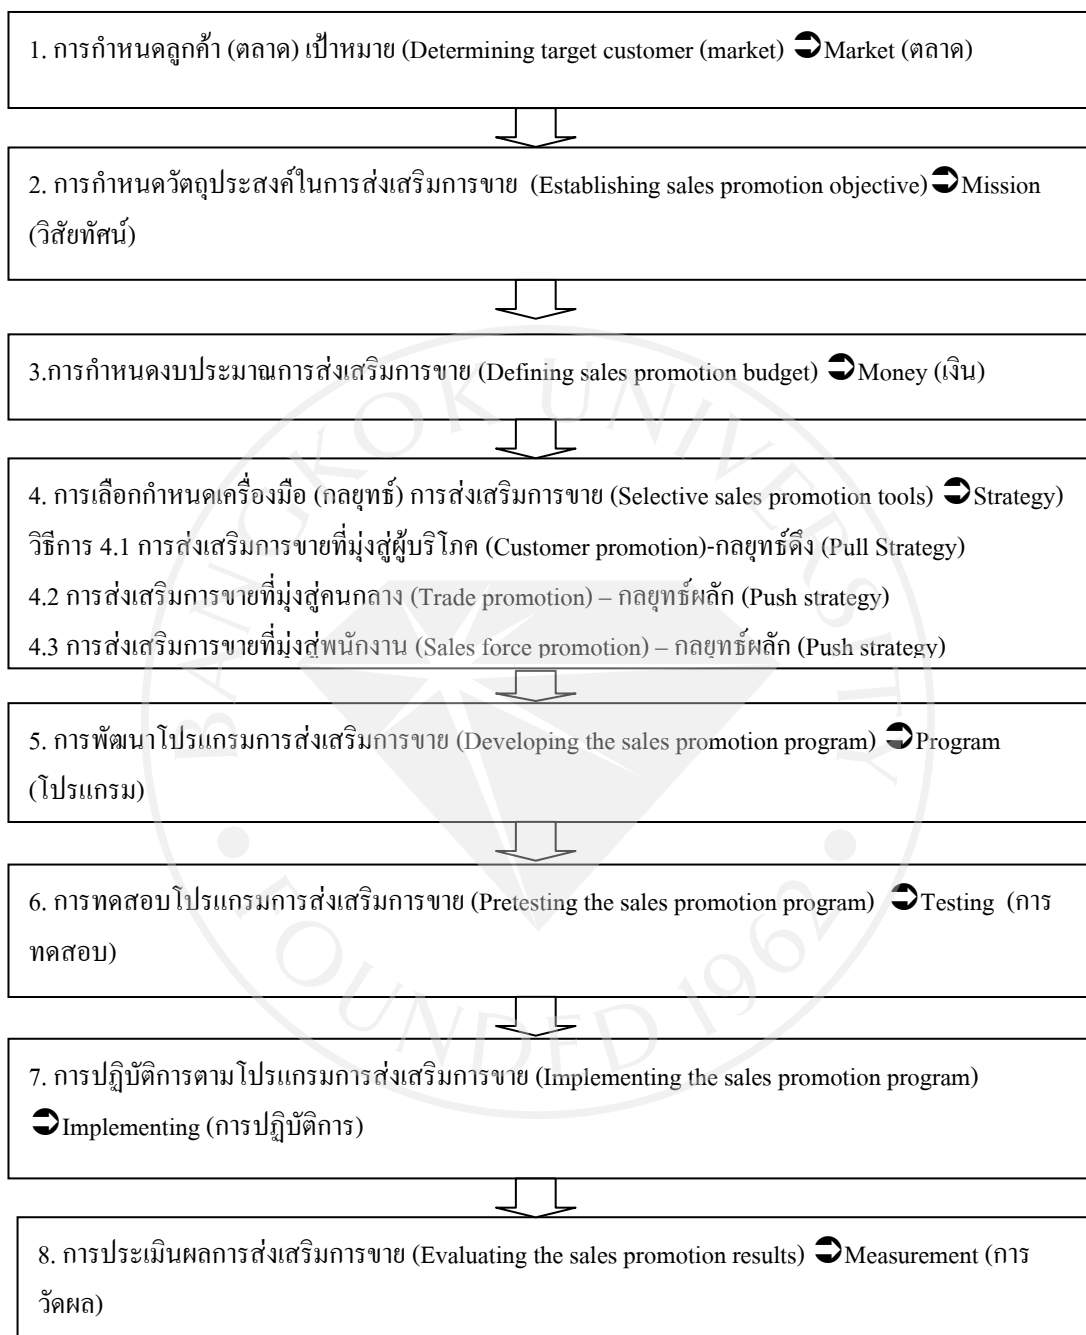 1. การกำหนดลูกค้า (ตลาด) เป้าหมาย (Determining target customer (market) ➲Market (ตลาด)
2. การกำหนดวัตถุประสงค์ในการส่งเสริมการขาย (Establishing sales promotion objective)➲Mission
(วิสัยทัศน์)
3.การกำหนดงบประมาณการส่งเสริมการขาย (Defining sales promotion budget) ➲Money (เงิน)
4. การเลือกกำหนดเครื่องมือ (กลยุทธ์) การส่งเสริมการขาย (Selective sales promotion tools) ➲Strategy)
วิธีการ 4.1 การส่งเสริมการขายที่มุ่งสู่ผู้บริโภค (Customer promotion)-กลยุทธ์ดึง (Pull Strategy)
4.2 การส่งเสริมการขายที่มุ่งสู่คนกลาง (Trade promotion) – กลยุทธ์ผลัก (Push strategy)
4.3 การส่งเสริมการขายที่มุ่งสู่พนักงาน (Sales force promotion) – กลยุทธ์ผลัก (Push strategy)
5. การพัฒนาโปรแกรมการส่งเสริมการขาย (Developing the sales promotion program) ➲Program
(โปรแกรม)
6. การทดสอบโปรแกรมการส่งเสริมการขาย (Pretesting the sales promotion program) ➲Testing (การ
ทดสอบ)
7. การปฏิบัติการตามโปรแกรมการส่งเสริมการขาย (Implementing the sales promotion program)
➲Implementing (การปฏิบัติการ)
8. การประเมินผลการส่งเสริมการขาย (Evaluating the sales promotion results) ➲Measurement (การ
วัดผล)
BANGKOK UNIVERSITY
FOUNDED 1962